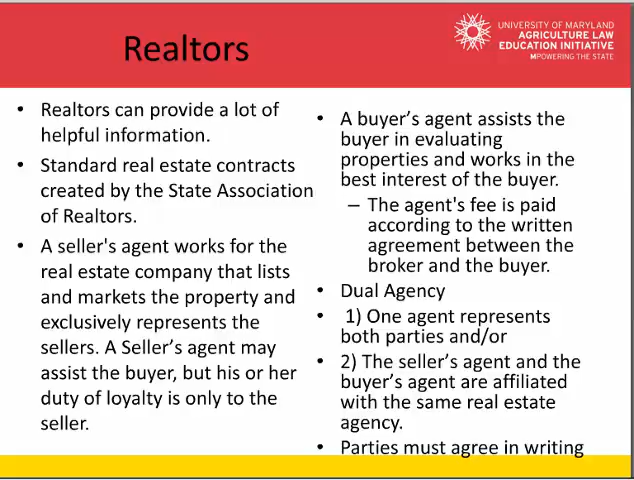 Realtors
UNIVERSITY OF MARYLAND
AGRICULTURE LAW
EDUCATION INITIATIVE
MPOWERING THE STATE
• Realtors can provide a lot of
helpful information.
• Standard real estate contracts
created by the State Association
of Realtors.
• A seller's agent works for the
real estate company that lists
and markets the property and
exclusively represents the
sellers. A Seller’s agent may
assist the buyer, but his or her
duty of loyalty is only to the
seller.
• A buyer’s agent assists the
buyer in evaluating
properties and works in the
best interest of the buyer.
– The agent's fee is paid
according to the written
agreement between the
broker and the buyer.
• Dual Agency
• 1) One agent represents
both parties and/or
• 2) The seller’s agent and the
buyer’s agent are affiliated
with the same real estate
agency.
• Parties must agree in writing